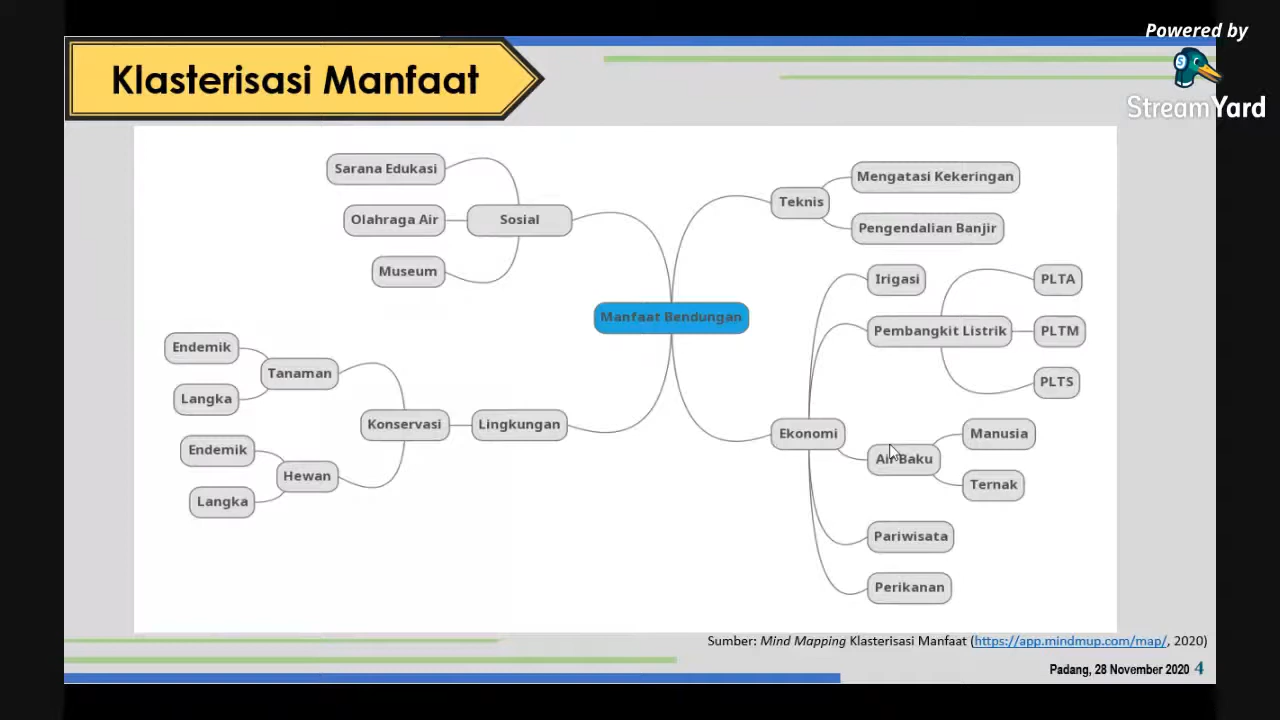 Powered by
StreamYard
Klasterisasi Manfaat
Sarana Edukasi
Olahraga Air
Sosial
Museum
Teknis
Mengatasi Kekeringan
Pengendalian Banjir
Manfaat Bendungan
Irigasi
Pembangkit Listrik
PLTA
PLTM
PLTS
Ekonomi
Air Baku
Manusia
Ternak
Pariwisata
Perikanan
Endemik
Tanaman
Langka
Konservasi
Lingkungan
Endemik
Hewan
Langka
Sumber: Mind Mapping Klasterisasi Manfaat (https://app.mindmup.com/map/, 2020)
Padang, 28 November 2020 4